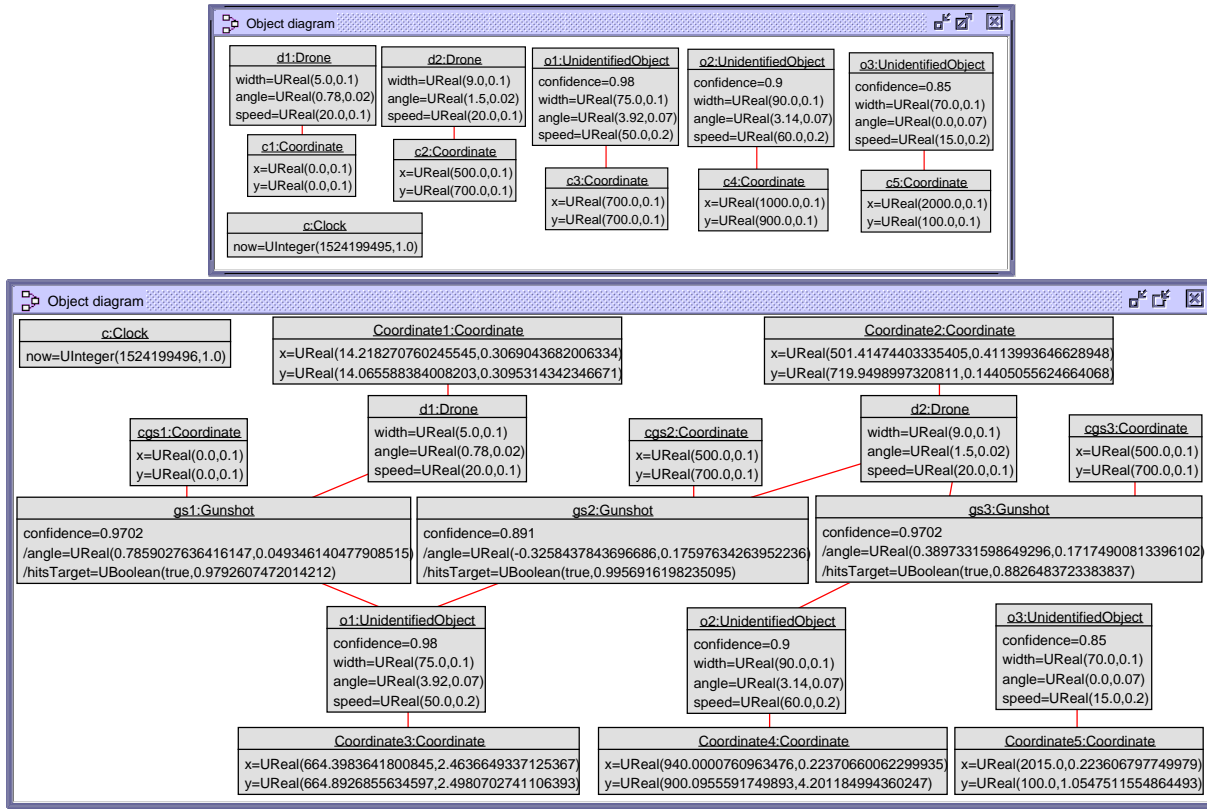 Object diagram
d1:Drone
width=UReal(5.0,0.1)
angle=UReal(0.78,0.02)
speed=UReal(20.0,0.1)
d2:Drone
width=UReal(9.0,0.1)
angle=UReal(1.5,0.02)
speed=UReal(20.0,0.1)
o1:UnidentifiedObject
confidence=0.98
width=UReal(75.0,0.1)
angle=UReal(3.92,0.07)
speed=UReal(50.0,0.2)
o2:UnidentifiedObject
confidence=0.9
width=UReal(90.0,0.1)
angle=UReal(3.14,0.07)
speed=UReal(60.0,0.2)
o3:UnidentifiedObject
confidence=0.85
width=UReal(70.0,0.1)
angle=UReal(0.0,0.07)
speed=UReal(15.0,0.2)
c1:Coordinate
x=UReal(0.0,0.1)
y=UReal(0.0,0.1)
c2:Coordinate
x=UReal(500.0,0.1)
y=UReal(700.0,0.1)
c3:Coordinate
x=UReal(700.0,0.1)
y=UReal(700.0,0.1)
c4:Coordinate
x=UReal(1000.0,0.1)
y=UReal(900.0,0.1)
c5:Coordinate
x=UReal(2000.0,0.1)
y=UReal(100.0,0.1)
c:Clock
now=UInteger(1524199495,1.0)
Object diagram
c:Clock
now=UInteger(1524199496,1.0)
Coordinate1:Coordinate
x=UReal(14.218270760245545,0.3069043682006334)
y=UReal(14.065588384008203,0.3095314342346671)
Coordinate2:Coordinate
x=UReal(501.41474403335405,0.4113993646628948)
y=UReal(719.9498997320811,0.14405055624664068)
cgs1:Coordinate
x=UReal(0.0,0.1)
y=UReal(0.0,0.1)
d1:Drone
width=UReal(5.0,0.1)
angle=UReal(0.78,0.02)
speed=UReal(20.0,0.1)
cgs2:Coordinate
x=UReal(500.0,0.1)
y=UReal(700.0,0.1)
d2:Drone
width=UReal(9.0,0.1)
angle=UReal(1.5,0.02)
speed=UReal(20.0,0.1)
cgs3:Coordinate
x=UReal(500.0,0.1)
y=UReal(700.0,0.1)
gs1:Gunshot
confidence=0.9702
/angle=UReal(0.7859027636416147,0.049346140477908515)
/hitsTarget=UBoolean(true,0.9792607472014212)
gs2:Gunshot
confidence=0.891
/angle=UReal(-0.3258437843696686,0.17597634263952236)
/hitsTarget=UBoolean(true,0.9956916198235095)
gs3:Gunshot
confidence=0.9702
/angle=UReal(0.3897331598649296,0.17174900813396102)
/hitsTarget=UBoolean(true,0.8826483723383837)
o1:UnidentifiedObject
confidence=0.98
width=UReal(75.0,0.1)
angle=UReal(3.92,0.07)
speed=UReal(50.0,0.2)
o2:UnidentifiedObject
confidence=0.9
width=UReal(90.0,0.1)
angle=UReal(3.14,0.07)
speed=UReal(60.0,0.2)
o3:UnidentifiedObject
confidence=0.85
width=UReal(70.0,0.1)
angle=UReal(0.0,0.07)
speed=UReal(15.0,0.2)
Coordinate3:Coordinate
x=UReal(664.3983641800845,2.4636649337125367)
y=UReal(664.8926855634597,2.4980702741106393)
Coordinate4:Coordinate
x=UReal(940.0000760963476,0.22370660062299935)
y=UReal(900.0955591749893,4.2011849943​60247)
Coordinate5:Coordinate
x=UReal(2015.0,0.223606797749979)
y=UReal(100.0,1.0547511554864493)